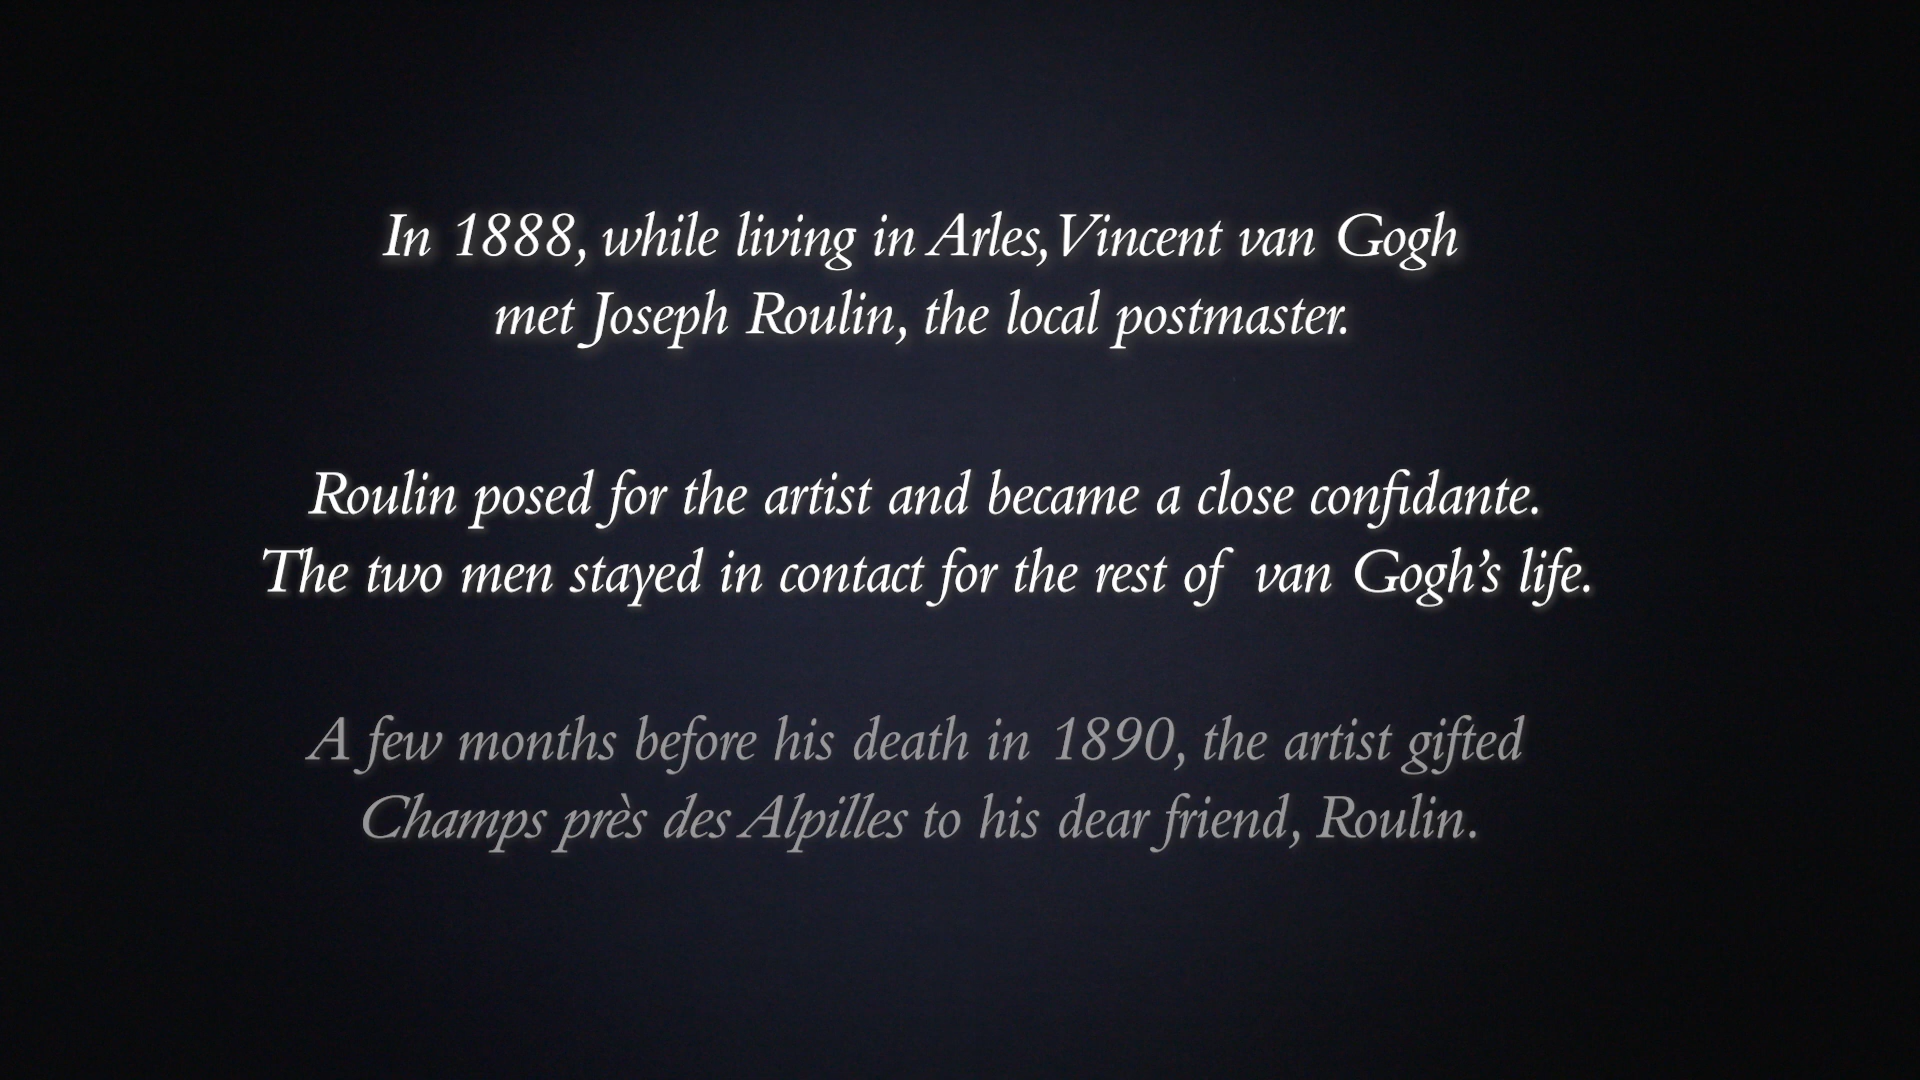 In 1888, while living in Arles, Vincent van Gogh
met Joseph Roulin, the local postmaster.
Roulin posed for the artist and became a close confidante.
The two men stayed in contact for the rest of van Gogh's life.
A few months before his death in 1890, the artist gifted
Champs près des Alpilles to his dear friend, Roulin.